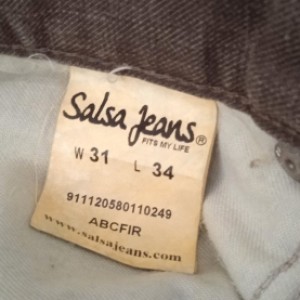 Salsa Jeans®
FITS MY LIFE
W 31 L 34
911120580110249
ABCFIR
www.salsajeans.com